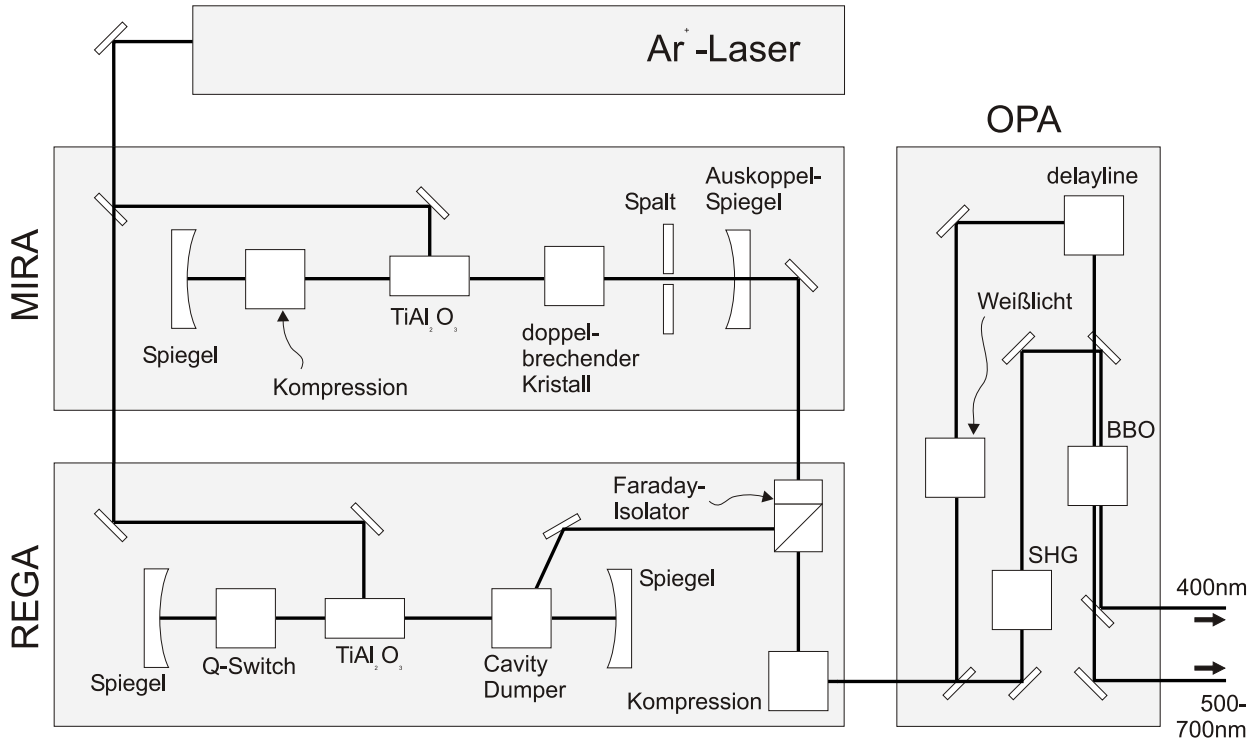 Ar⁺-Laser
OPA
MIRA
Auskoppel-
Spiegel
Spalt
delayline
Weißlicht
TiAl₂O₃
Spiegel
doppel-
brechender
Kristall
Kompression
BBO
REGA
Faraday-
Isolator
SHG
Spiegel
400nm
Q-Switch
TiAl₂O₃
Cavity
Dumper
Spiegel
Kompression
500-
700nm